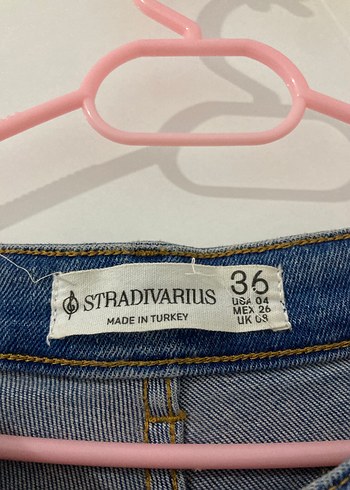 STRADIVARIUS
MADE IN TURKEY
36
USA 04
MEX 26
UK 08